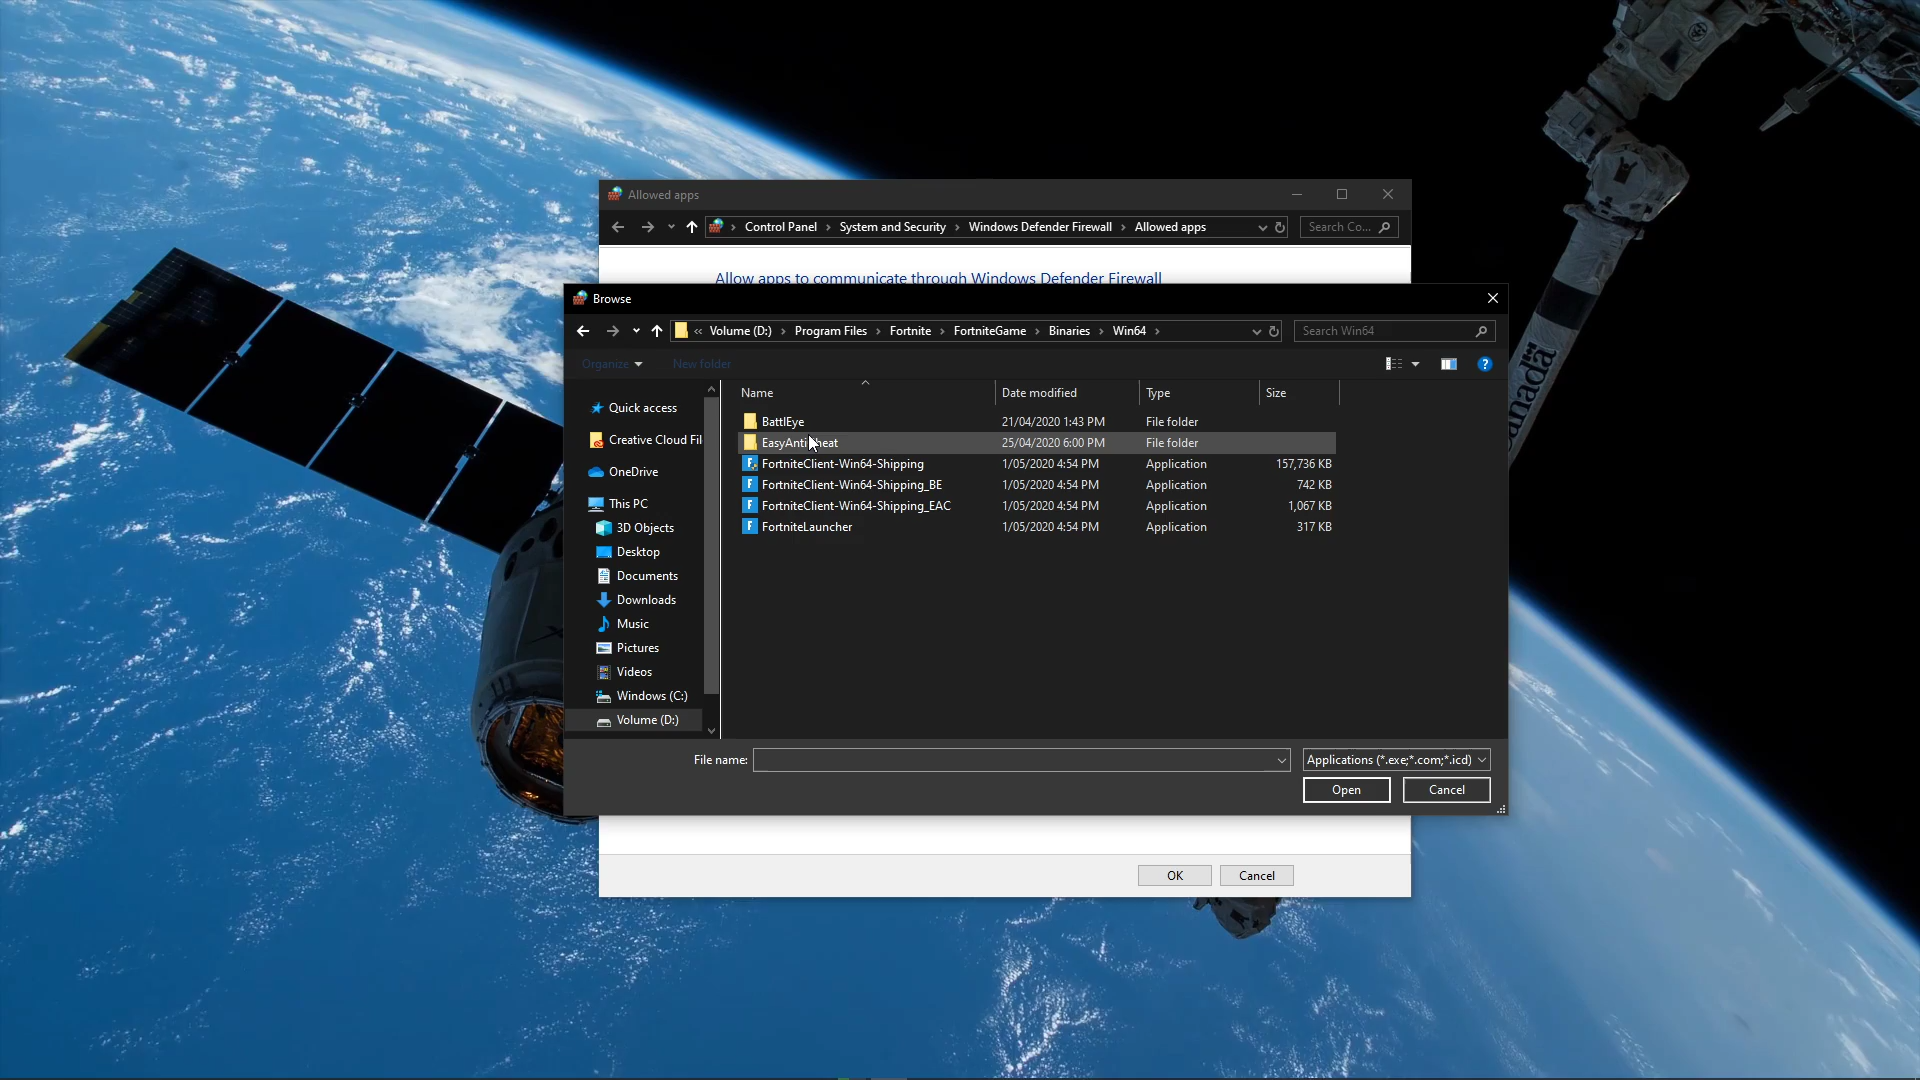 Allowed apps
Control Panel System and Security Windows Defender Firewall Allowed apps Search Co...
Allow apps to communicate through Windows Defender Firewall
Browse
« Volume (D:) Program Files Fortnite FortniteGame Binaries Win64 Search Win64
Organize New folder
Name Date modified Type Size
Quick access
Creative Cloud Fil
OneDrive
This PC
3D Objects
Desktop
Documents
Downloads
Music
Pictures
Videos
Windows (C:)
Volume (D:)
BattlEye 21/04/2020 1:43 PM File folder
25/04/2020 6:00 PM File folder
FortniteClient-Win64-Shipping 1/05/2020 4:54 PM Application 157,736 KB
FortniteClient-Win64-Shipping_BE 1/05/2020 4:54 PM Application 742 KB
FortniteClient-Win64-Shipping_EAC 1/05/2020 4:54 PM Application 1,067 KB
FortniteLauncher 1/05/2020 4:54 PM Application 317 KB
File name: Applications (*.exe;*.com;*.icd)
Open Cancel
OK Cancel